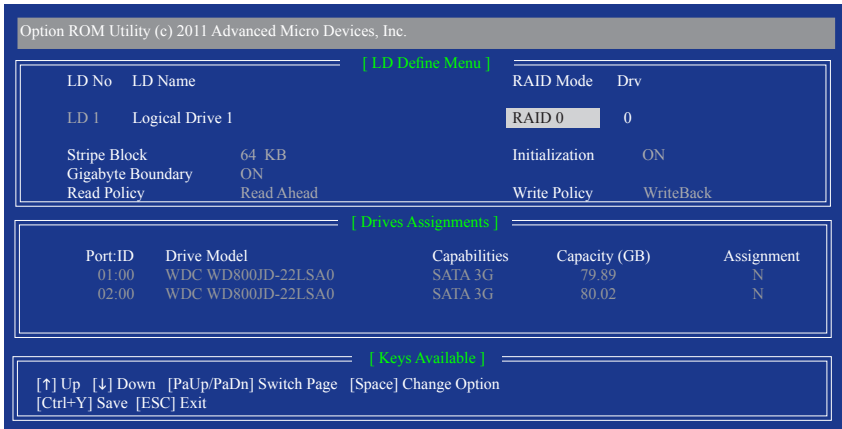 Option ROM Utility (c) 2011 Advanced Micro Devices, Inc.
[ LD Define Menu ]
LD No LD Name RAID Mode Drv
LD 1 Logical Drive 1 RAID 0 0
Stripe Block 64 KB Initialization ON
Gigabyte Boundary ON
Read Policy Read Ahead Write Policy WriteBack
[ Drives Assignments ]
Port:ID Drive Model Capabilities Capacity (GB) Assignment
01:00 WDC WD800JD-22LSA0 SATA 3G 79.89 N
02:00 WDC WD800JD-22LSA0 SATA 3G 80.02 N
[ Keys Available ]
[↑] Up [↓] Down [PaUp/PaDn] Switch Page [Space] Change Option
[Ctrl+Y] Save [ESC] Exit